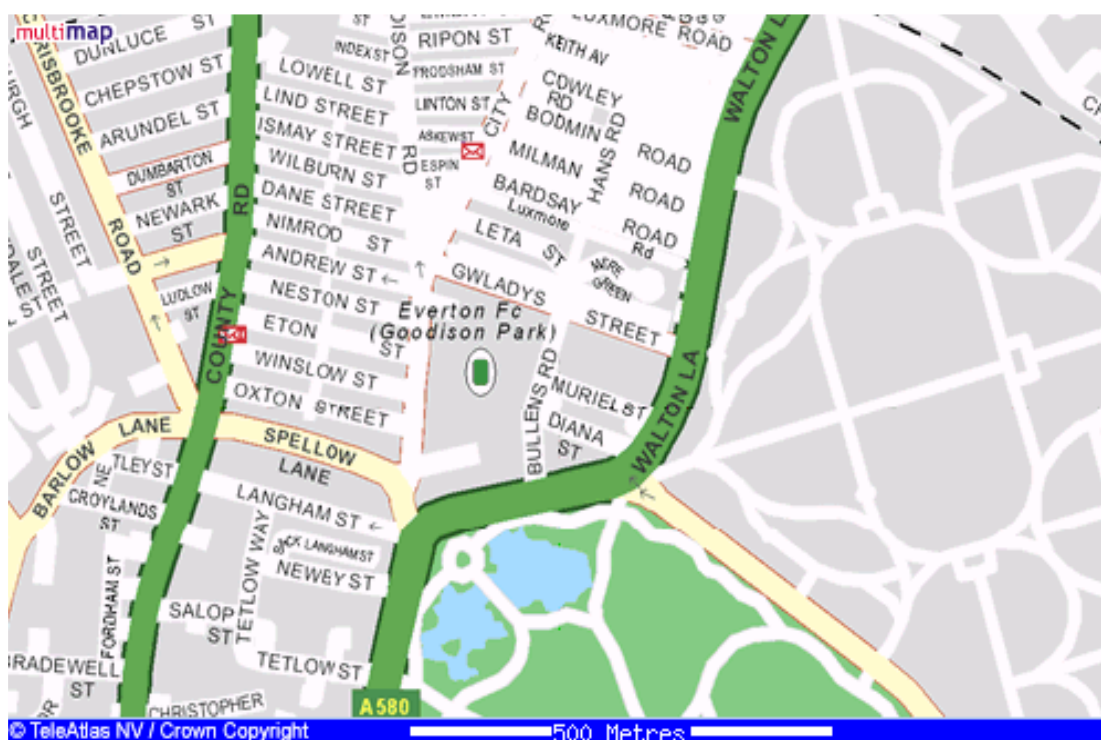 multimap
DUNLUCE ST
CHEPSTOW ST
ARUNDEL ST
DUMBARTON
ST
NEWARK
ST
LUDLOW
ST
ROAD
STREET
STREET
COUNTY RD
INDEX ST
LOWELL ST
LIND STREET
ISMAY STREET
WILBURN ST
DANE STREET
NIMROD ST
ANDREW ST
NESTON ST
ETON ST
WINSLOW ST
OXTON STREET
RD
RIPON ST
FRODSHAM ST
LINTON ST
ASKEW ST
ESPIN
ST
CITY
LUXMORE ROAD
KEITH AV
COWLEY
RD
BODMIN ROAD
MILMAN ROAD
BARDSAY ROAD
HANS RD
Luxmore Rd
LETA ST
NERE
GREEN
GWLADYS STREET
Everton Fc
(Goodison Park)
BULLENS RD
MURIEL ST
DIANA
ST
WALTON LA
WALTON LA
BARLOW LANE
SPELLOW
LANE
TLEY ST
CROYLANDS
ST
FORDHAM ST
LANGHAM ST
LANGHAM ST
NEWEY ST
TETLOW WAY
SALOP
ST
TETLOW ST
BRADEWELL
ST
CHRISTOPHER
A580
© TeleAtlas NV / Crown Copyright
500 Metres